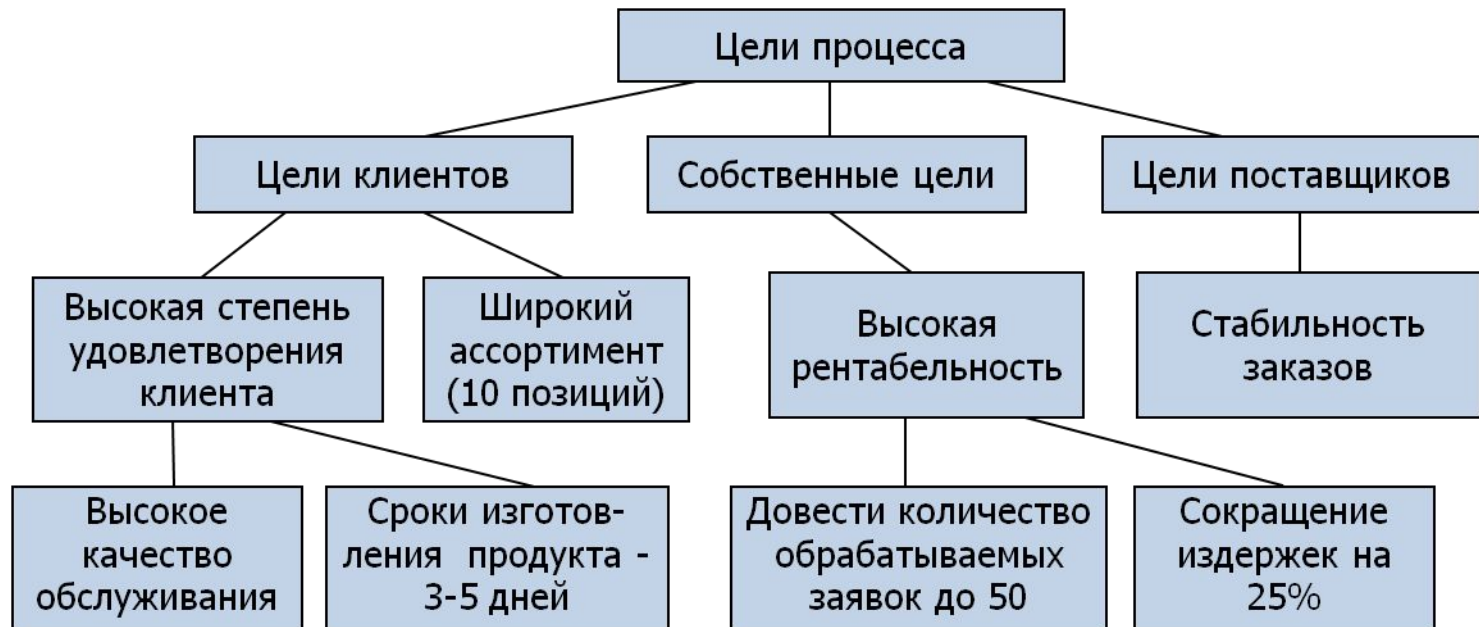 Цели процесса
Цели клиентов
Собственные цели
Цели поставщиков
Высокая степень
удовлетворения
клиента
Широкий
ассортимент
(10 позиций)
Высокая
рентабельность
Стабильность
заказов
Высокое
качество
обслуживания
Сроки изготов-
ления продукта -
3-5 дней
Довести количество
обрабатываемых
заявок до 50
Сокращение
издержек на
25%